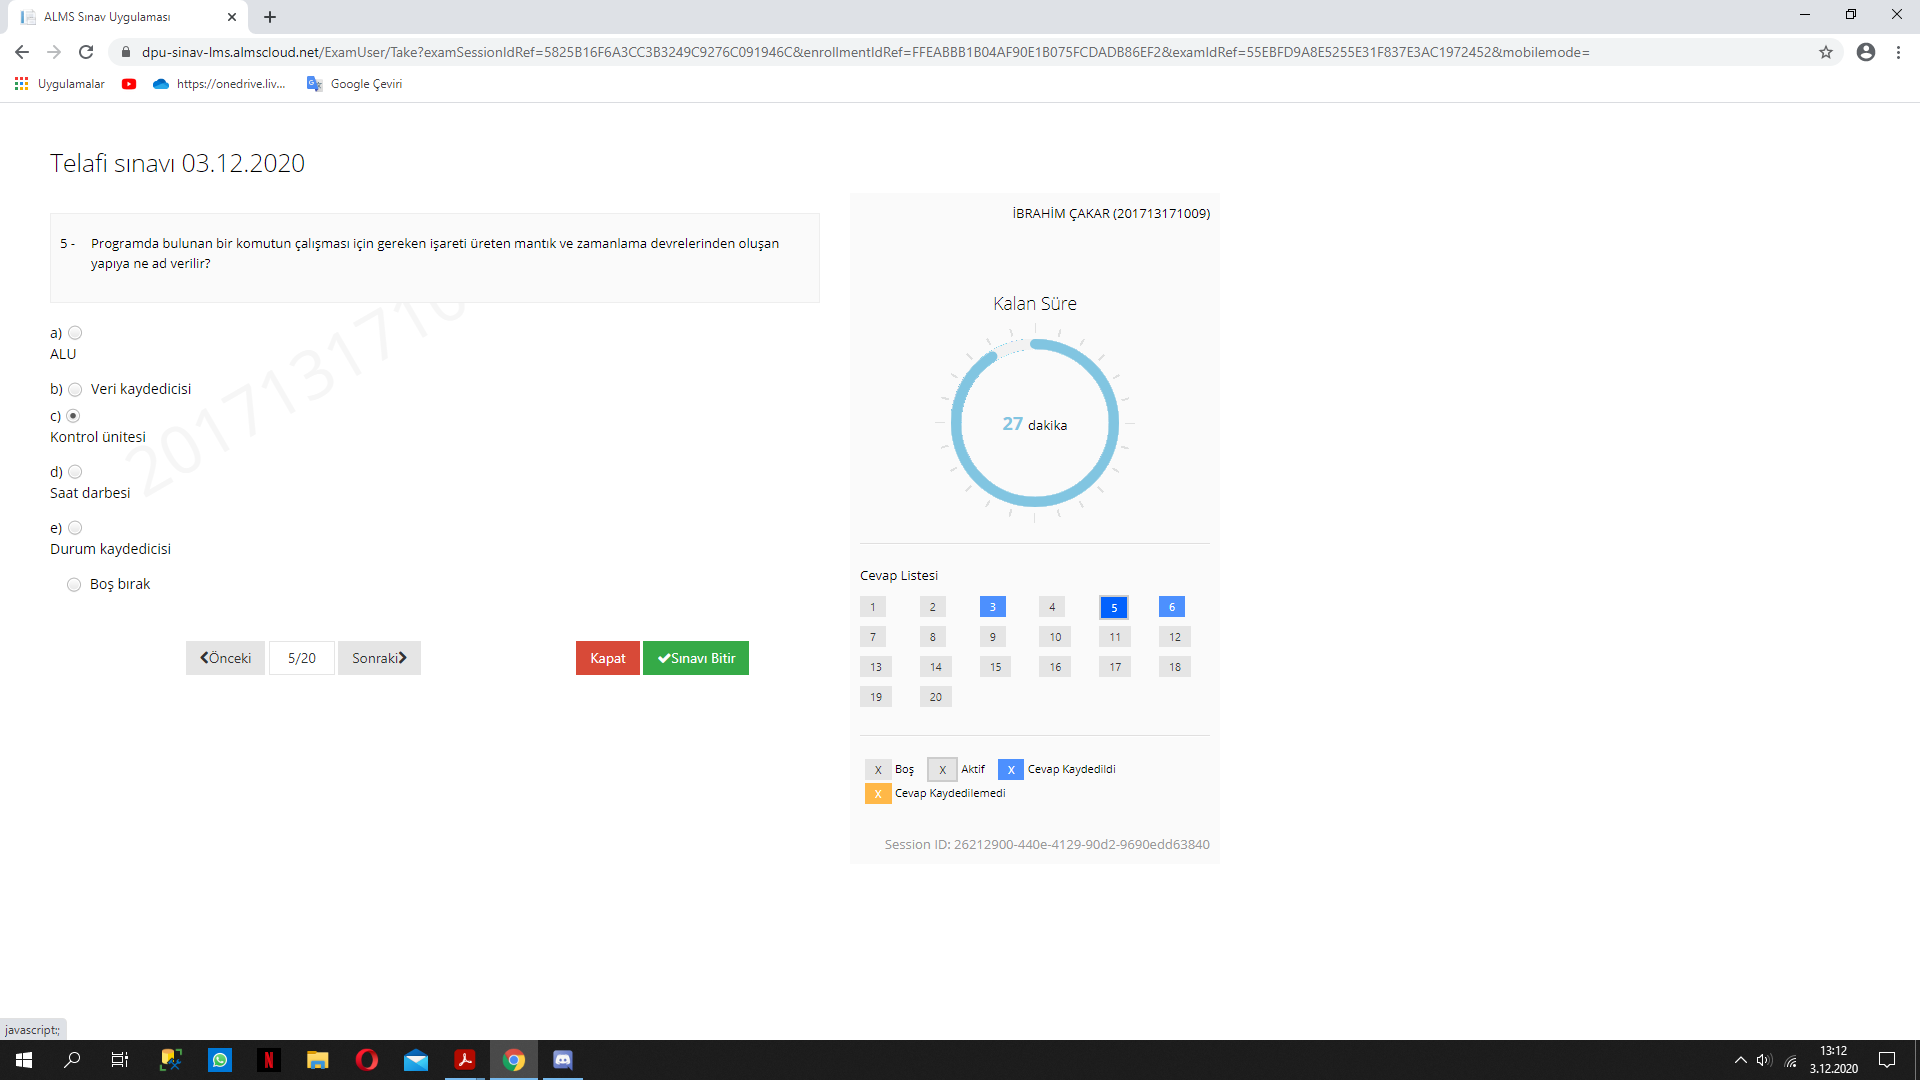 ALMS Sınav Uygulaması
dpu-sinav-lms.almscloud.net/ExamUser/Take?examSessionIdRef=5825B16F6A3CC3B3249C9276C091946C&enrollmentIdRef=FFEABBB1B04AF90E1B075FCDADB86EF2&examIdRef=55EBFD9A8E5255E31F837E3AC1972452&mobilemode=
Uygulamalar https://onedrive.liv... Google Çeviri
Telafi sınavı 03.12.2020
5 - Programda bulunan bir komutun çalışması için gereken işareti üreten mantık ve zamanlama devrelerinden oluşan
yapıya ne ad verilir?
a)
ALU
b) Veri kaydedicisi
c)
Kontrol ünitesi
d)
Saat darbesi
e)
Durum kaydedicisi
Boş bırak
Önceki 5/20 Sonraki Kapat Sınavı Bitir
İBRAHİM ÇAKAR (201713171009)
Kalan Süre
27 dakika
Cevap Listesi
1 2 3 4 5 6
7 8 9 10 11 12
13 14 15 16 17 18
19 20
X Boş X Aktif X Cevap Kaydedildi
X Cevap Kaydedilemedi
Session ID: 26212900-440e-4129-90d2-9690edd63840
javascript:;
13:12
3.12.2020